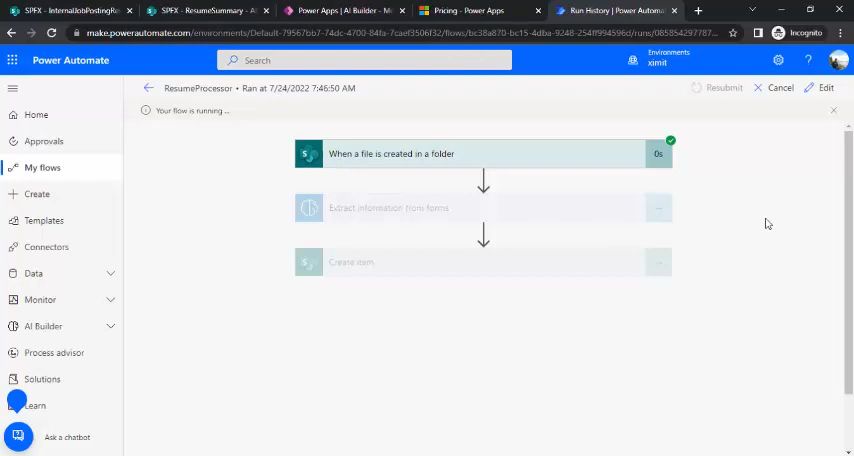 SPFX - InternalJobPostingRe
SPFX - ResumeSummary - Al
Power Apps | AI Builder - Mo
Pricing - Power Apps
Run History | Power Automat
make.powerautomate.com/environments/Default-79567bb7-74dc-4700-84fa-7caef3506f32/flows/bc38a870-bc15-4dba-9248-254ff994596d/runs/085854297787...
Incognito
Power Automate
Search
Environments
ximit
ResumeProcessor • Ran at 7/24/2022 7:46:50 AM
Resubmit
Cancel
Edit
Your flow is running ...
Home
Approvals
My flows
Create
Templates
Connectors
Data
Monitor
AI Builder
Process advisor
Solutions
Learn
Ask a chatbot
When a file is created in a folder
0s
Extract information from forms
Create item